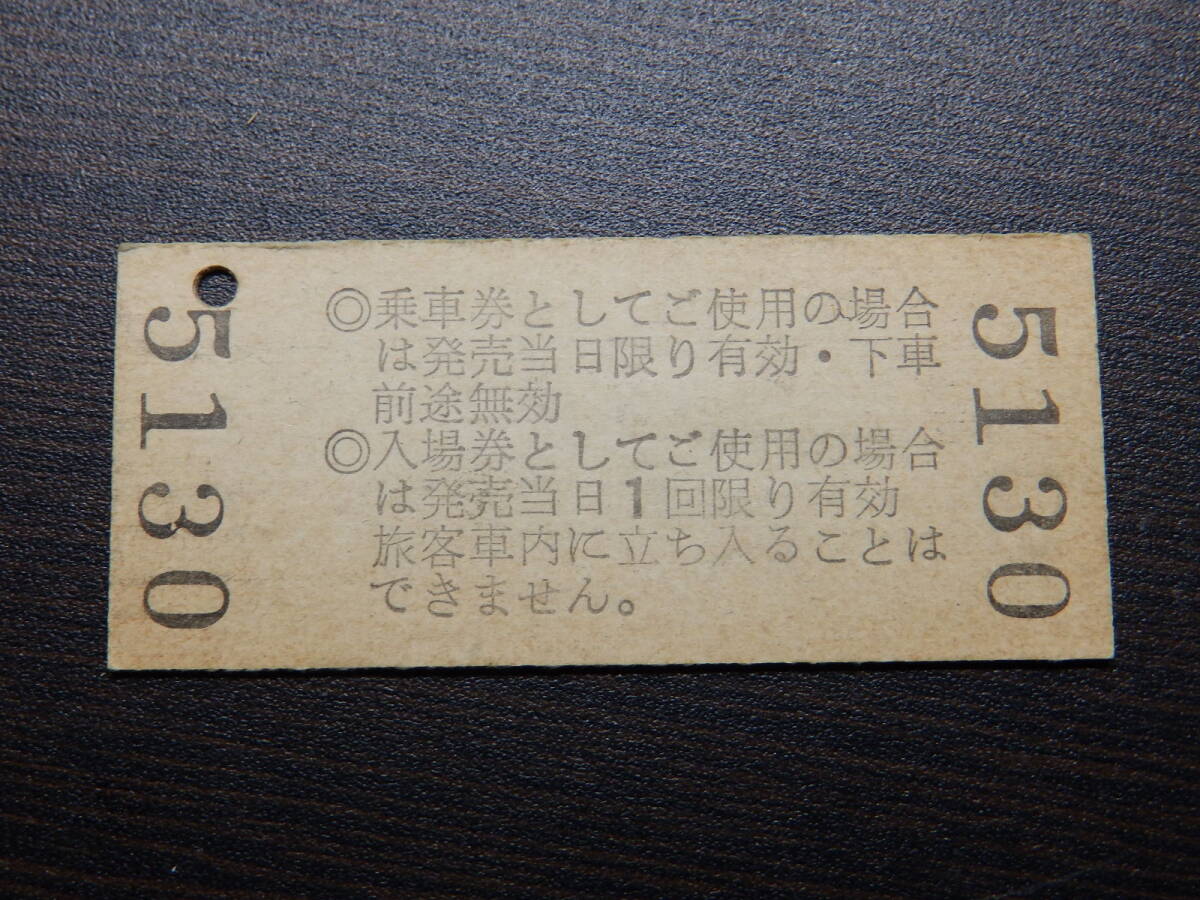 5130
◎乗車券としてご使用の場合
は発売当日限り有効・下車
前途無効
◎入場券としてご使用の場合
は発売当日1回限り有効
旅客車内に立ち入ることは
できません。
5130